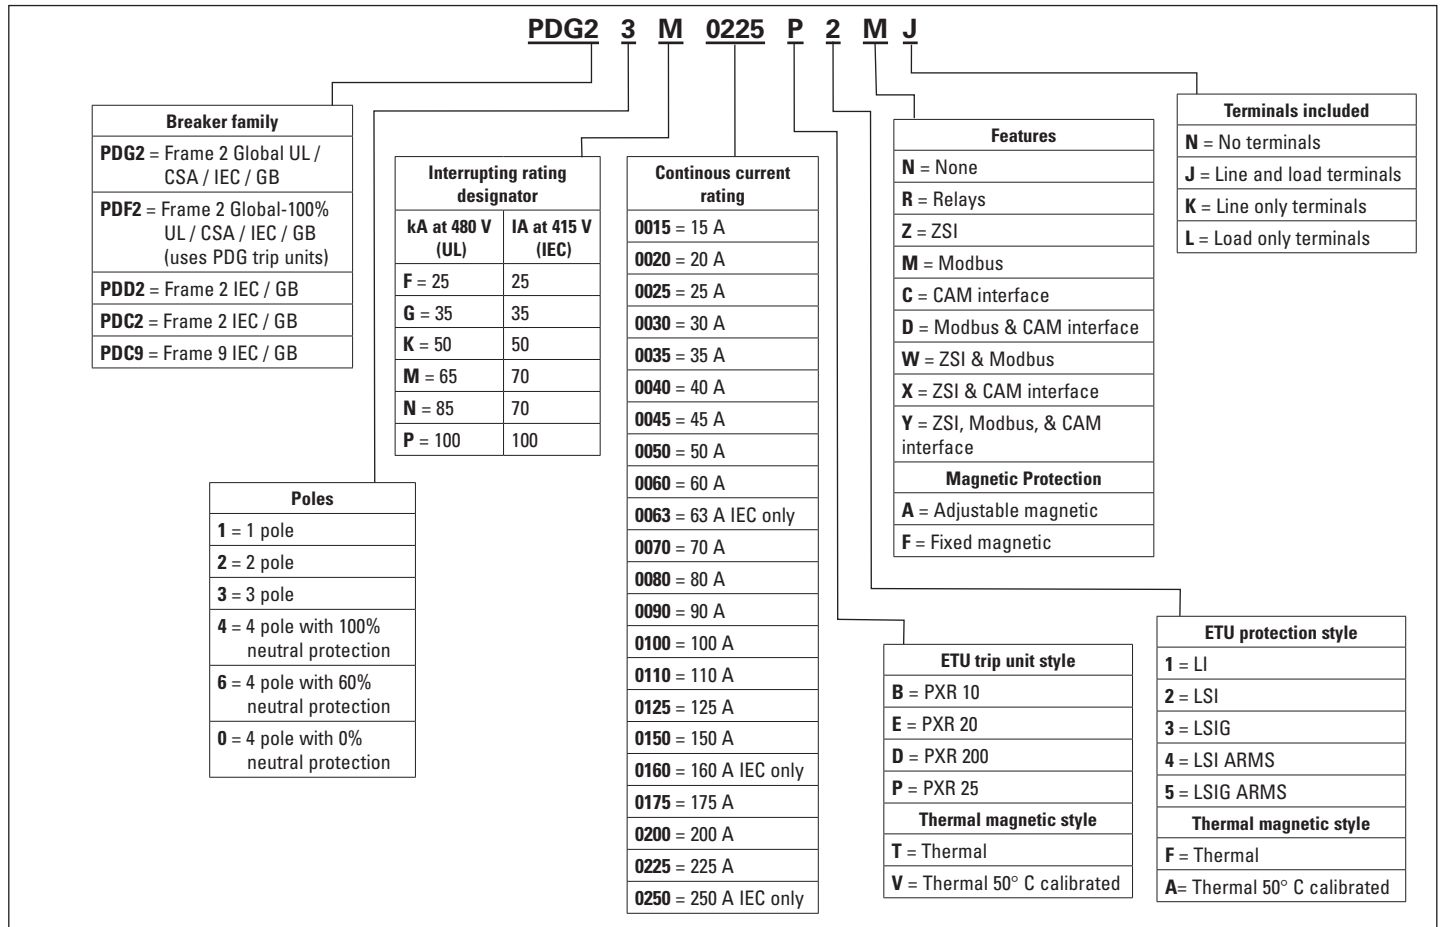 PDG2 3 M 0225 P 2 M J
Breaker family
PDG2 = Frame 2 Global UL /
CSA / IEC / GB
PDF2 = Frame 2 Global-100%
UL / CSA / IEC / GB
(uses PDG trip units)
PDD2 = Frame 2 IEC / GB
PDC2 = Frame 2 IEC / GB
PDC9 = Frame 9 IEC / GB
Poles
1 = 1 pole
2 = 2 pole
3 = 3 pole
4 = 4 pole with 100%
neutral protection
6 = 4 pole with 60%
neutral protection
0 = 4 pole with 0%
neutral protection
Interrupting rating
designator
kA at 480 V
(UL)
IA at 415 V
(IEC)
F = 25 25
G = 35 35
K = 50 50
M = 65 70
N = 85 70
P = 100 100
Continous current
rating
0015 = 15 A
0020 = 20 A
0025 = 25 A
0030 = 30 A
0035 = 35 A
0040 = 40 A
0045 = 45 A
0050 = 50 A
0060 = 60 A
0063 = 63 A IEC only
0070 = 70 A
0080 = 80 A
0090 = 90 A
0100 = 100 A
0110 = 110 A
0125 = 125 A
0150 = 150 A
0160 = 160 A IEC only
0175 = 175 A
0200 = 200 A
0225 = 225 A
0250 = 250 A IEC only
Features
N = None
R = Relays
Z = ZSI
M = Modbus
C = CAM interface
D = Modbus & CAM interface
W = ZSI & Modbus
X = ZSI & CAM interface
Y = ZSI, Modbus, & CAM
interface
Magnetic Protection
A = Adjustable magnetic
F = Fixed magnetic
Terminals included
N = No terminals
J = Line and load terminals
K = Line only terminals
L = Load only terminals
ETU trip unit style
B = PXR 10
E = PXR 20
D = PXR 200
P = PXR 25
Thermal magnetic style
T = Thermal
V = Thermal 50° C calibrated
ETU protection style
1 = LI
2 = LSI
3 = LSIG
4 = LSI ARMS
5 = LSIG ARMS
Thermal magnetic style
F = Thermal
A= Thermal 50° C calibrated